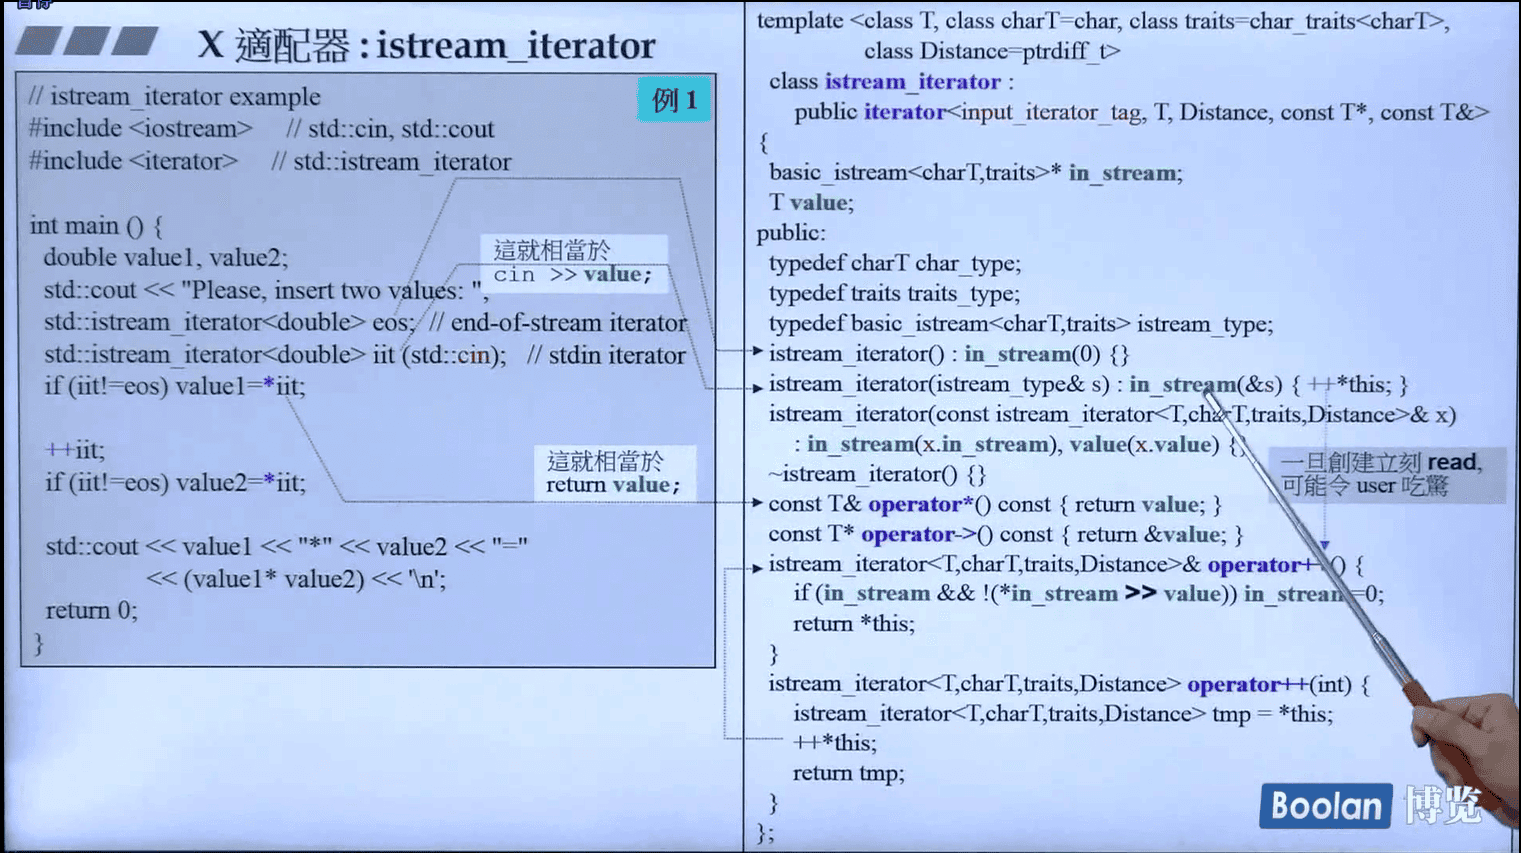 暂停
X 適配器 : istream_iterator
例 1
// istream_iterator example
#include <iostream> // std::cin, std::cout
#include <iterator> // std::istream_iterator
int main () {
double value1, value2;
std::cout << "Please, insert two values: ";
std::istream_iterator<double> eos; // end-of-stream iterator
std::istream_iterator<double> iit (std::cin); // stdin iterator
if (iit!=eos) value1=*iit;
++iit;
if (iit!=eos) value2=*iit;
std::cout << value1 << "*" << value2 << "="
<< (value1* value2) << '\n';
return 0;
}
這就相當於
cin >> value;
這就相當於
return value;
template <class T, class charT=char, class traits=char_traits<charT>,
class Distance=ptrdiff_t>
class istream_iterator :
public iterator<input_iterator_tag, T, Distance, const T*, const T&>
{
basic_istream<charT,traits>* in_stream;
T value;
public:
typedef charT char_type;
typedef traits traits_type;
typedef basic_istream<charT,traits> istream_type;
istream_iterator() : in_stream(0) {}
istream_iterator(istream_type& s) : in_stream(&s) { ++*this; }
istream_iterator(const istream_iterator<T,charT,traits,Distance>& x)
: in_stream(x.in_stream), value(x.value) {}
~istream_iterator() {}
const T& operator*() const { return value; }
const T* operator->() const { return &value; }
istream_iterator<T,charT,traits,Distance>& operator++() {
if (in_stream && !(*in_stream >> value)) in_stream=0;
return *this;
}
istream_iterator<T,charT,traits,Distance> operator++(int) {
istream_iterator<T,charT,traits,Distance> tmp = *this;
++*this;
return tmp;
}
};
一旦創建立刻 read,
可能令 user 吃驚
Boolan 博览